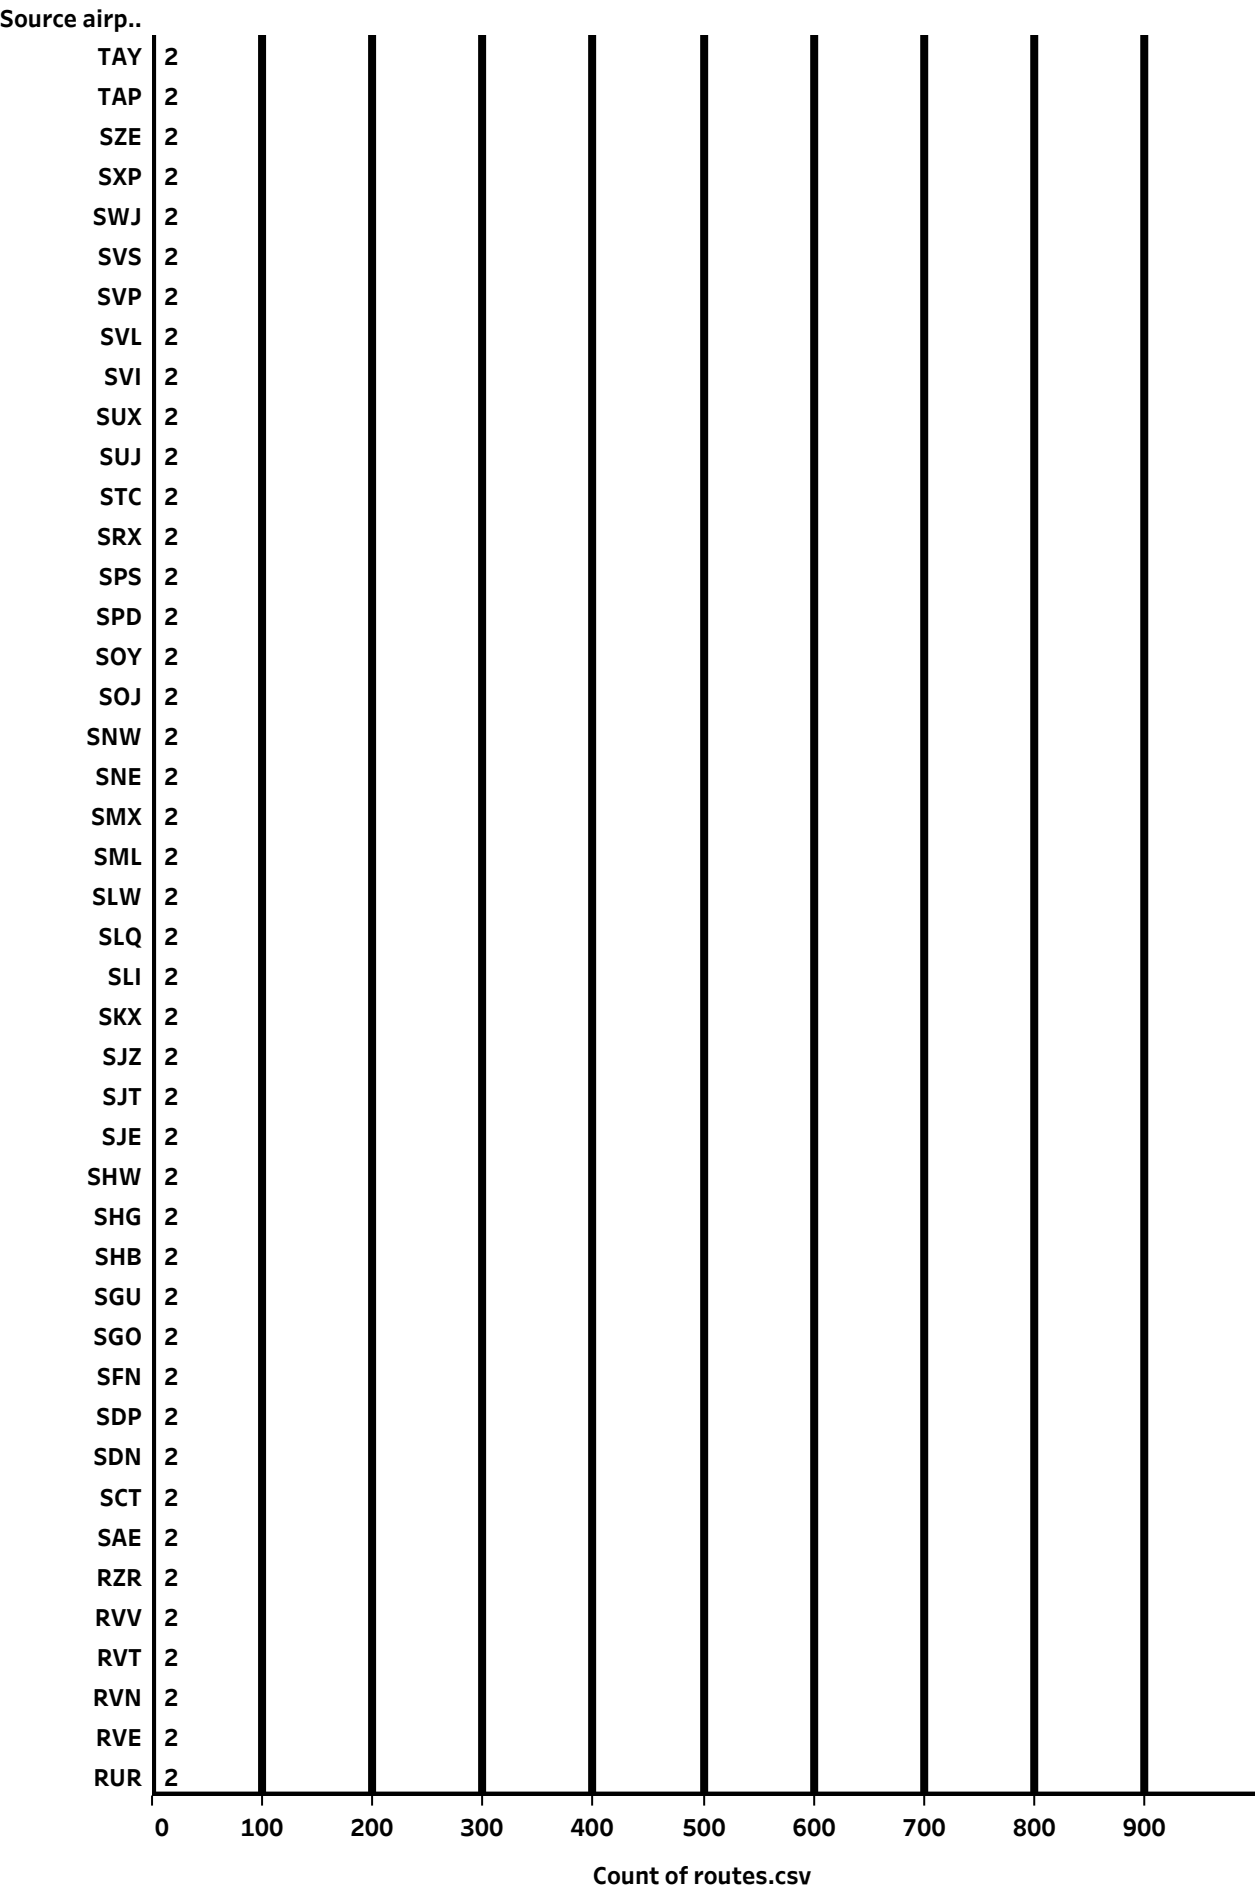 Source airp..
TAY 2
TAP 2
SZE 2
SXP 2
SWJ 2
SVS 2
SVP 2
SVL 2
SVI 2
SUX 2
SUJ 2
STC 2
SRX 2
SPS 2
SPD 2
SOY 2
SOJ 2
SNW 2
SNE 2
SMX 2
SML 2
SLW 2
SLQ 2
SLI 2
SKX 2
SJZ 2
SJT 2
SJE 2
SHW 2
SHG 2
SHB 2
SGU 2
SGO 2
SFN 2
SDP 2
SDN 2
SCT 2
SAE 2
RZR 2
RVV 2
RVT 2
RVN 2
RVE 2
RUR 2
0 100 200 300 400 500 600 700 800 900
Count of routes.csv